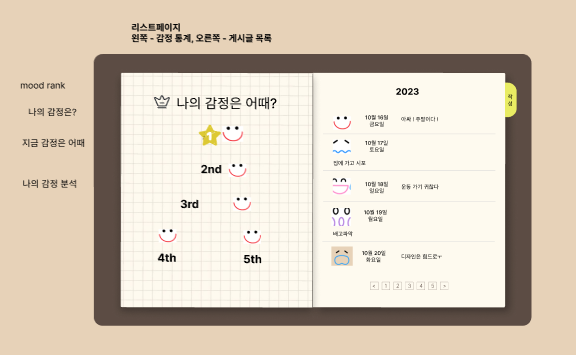 리스트페이지
왼쪽 - 감정 통계, 오른쪽 - 게시글 목록
mood rank
나의 감정은?
지금 감정은 어때
나의 감정 분석
나의 감정은 어때?
1
2nd
3rd
4th
5th
2023
작성
10월 16일
금요일
아싸 ! 주말이다 !
10월 17일
토요일
집에 가고 시포
10월 18일
일요일
운동 가기 귀찮다
10월 19일
월요일
배고파악
10월 20일
화요일
디자인은 힘드로ㅜ
< 1 2 3 4 5 >